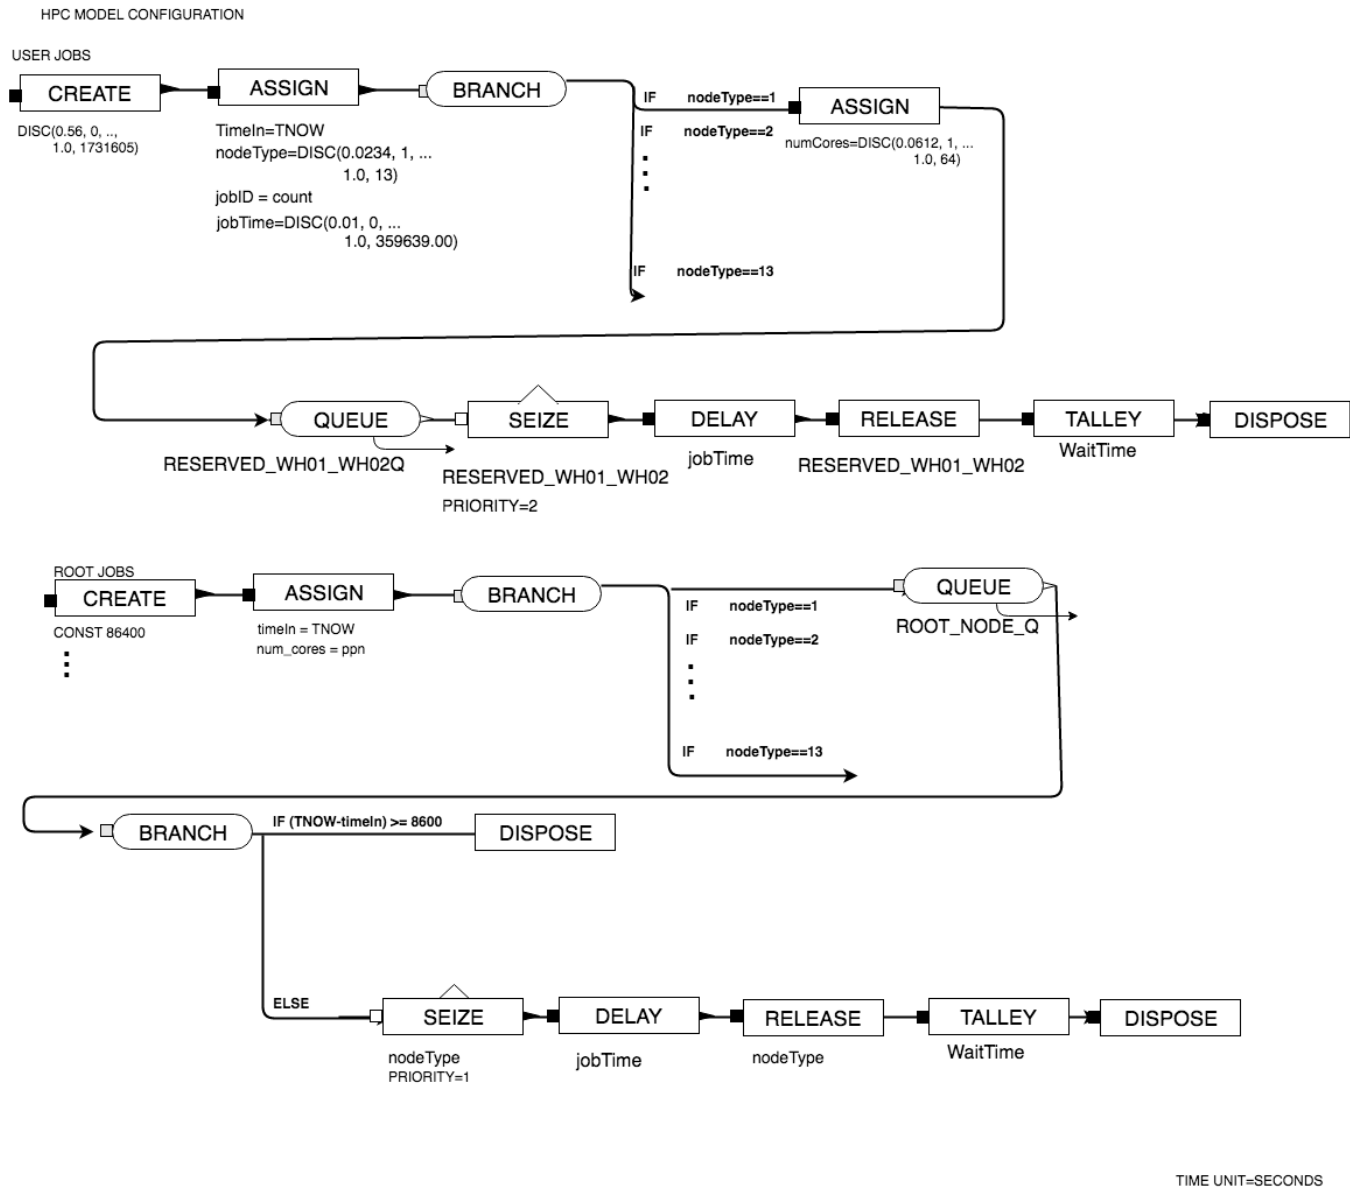 HPC MODEL CONFIGURATION
USER JOBS
CREATE
DISC(0.56, 0, ..,
1.0, 1731605)
ASSIGN
TimeIn=TNOW
nodeType=DISC(0.0234, 1, ...
1.0, 13)
jobID = count
jobTime=DISC(0.01, 0, ...
1.0, 359639.00)
BRANCH
IF nodeType==1
IF nodeType==2
IF nodeType==13
ASSIGN
numCores=DISC(0.0612, 1, ...
1.0, 64)
QUEUE
RESERVED_WH01_WH02Q
SEIZE
RESERVED_WH01_WH02
PRIORITY=2
DELAY
jobTime
RELEASE
RESERVED_WH01_WH02
TALLEY
WaitTime
DISPOSE
ROOT JOBS
CREATE
CONST 86400
ASSIGN
timeIn = TNOW
num_cores = ppn
BRANCH
IF nodeType==1
IF nodeType==2
IF nodeType==13
QUEUE
ROOT_NODE_Q
BRANCH
IF (TNOW-timeIn) >= 8600
DISPOSE
ELSE
SEIZE
nodeType
PRIORITY=1
DELAY
jobTime
RELEASE
nodeType
TALLEY
WaitTime
DISPOSE
TIME UNIT=SECONDS